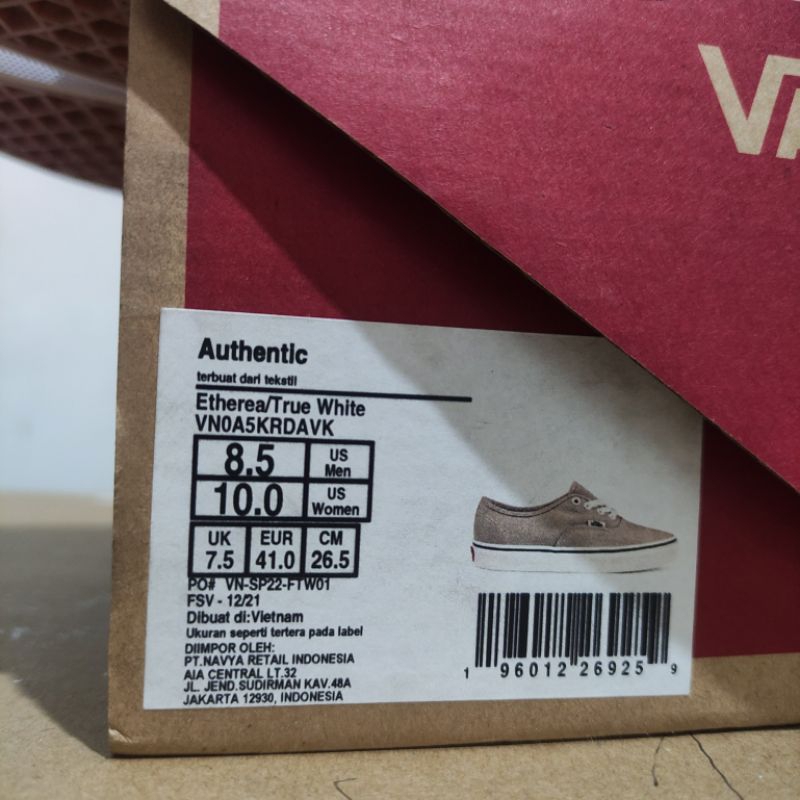 Authentic
terbuat dari tekstil
Etherea/True White
VN0A5KRDAVK
8.5 US Men
10.0 US Women
UK 7.5 EUR 41.0 CM 26.5
PO# VN-SP22-FTW01
FSV - 12/21
Dibuat di:Vietnam
Ukuran seperti tertera pada label
DIIMPOR OLEH:
PT.NAVYA RETAIL INDONESIA
AIA CENTRAL LT.32
JL. JEND.SUDIRMAN KAV.48A
JAKARTA 12930, INDONESIA
1 96012 26925 9